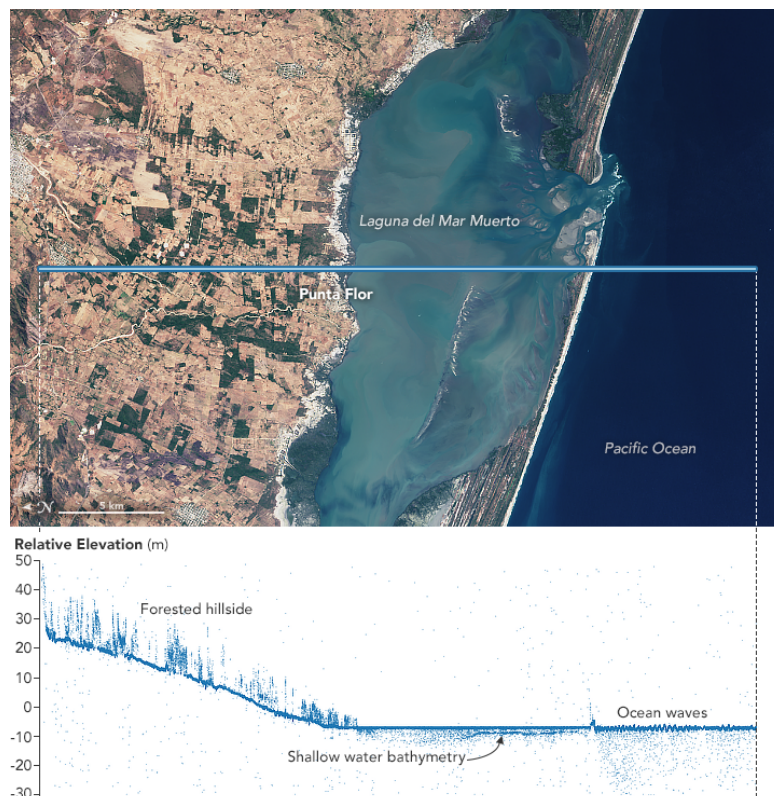 Laguna del Mar Muerto
Punta Flor
Pacific Ocean
N
5 km
Relative Elevation (m)
50
40
30
20
10
0
-10
-20
-30
Forested hillside
Ocean waves
Shallow water bathymetry